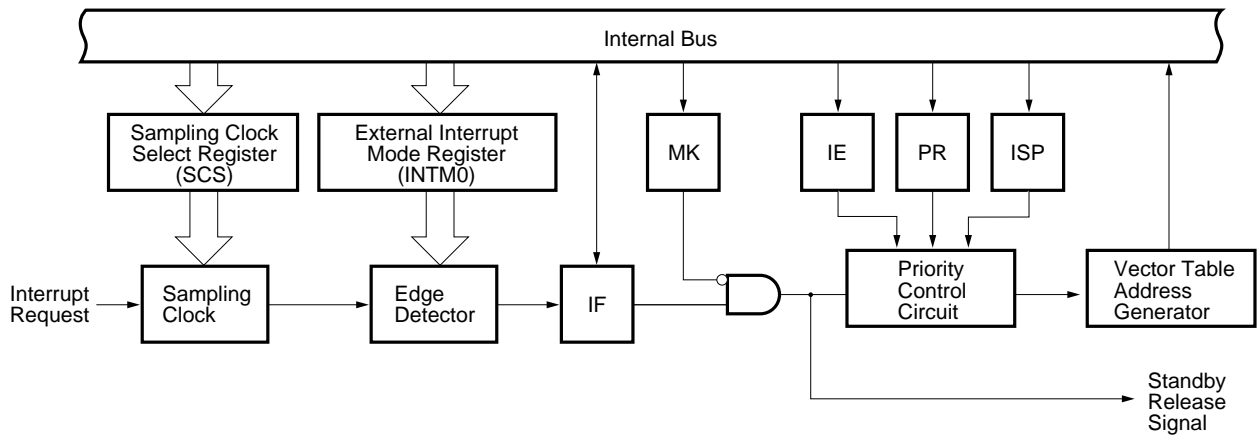 Internal Bus
Sampling Clock
Select Register
(SCS)
External Interrupt
Mode Register
(INTM0)
MK
IE
PR
ISP
Interrupt
Request
Sampling
Clock
Edge
Detector
IF
Priority
Control
Circuit
Vector Table
Address
Generator
Standby
Release
Signal